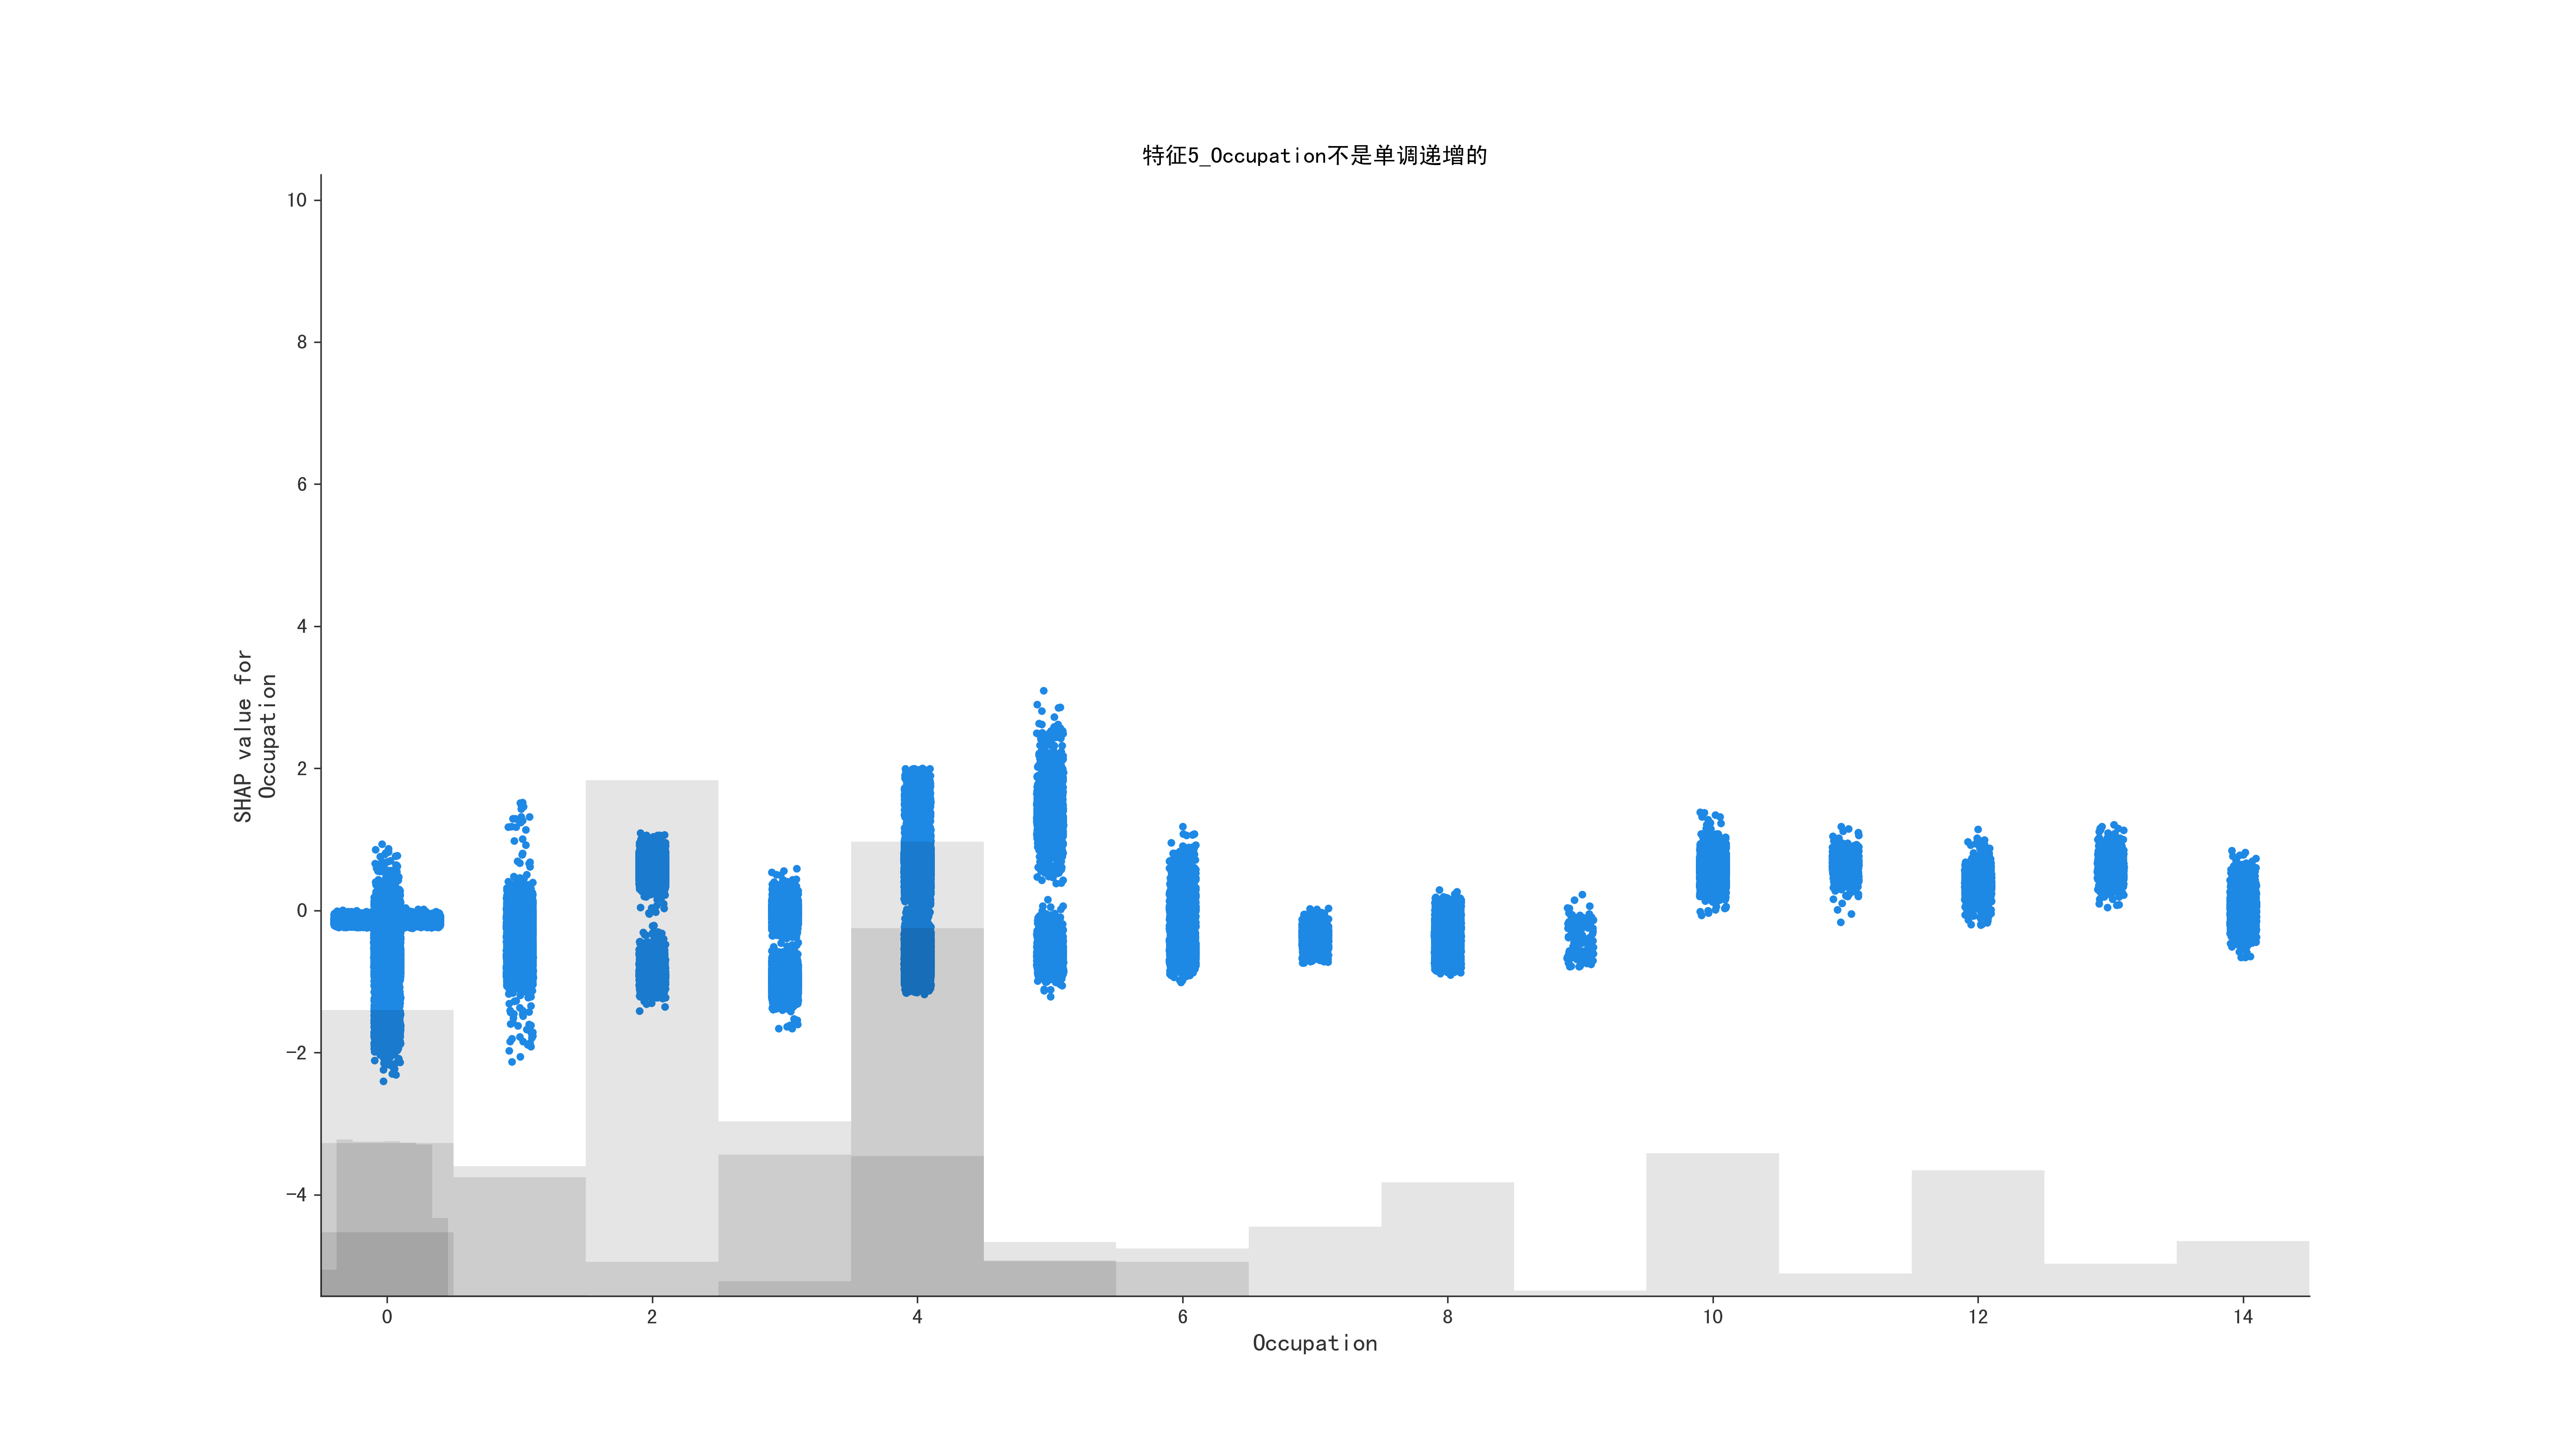 特征5_Occupation不是单调递增的
10
8
6
4
2
0
−2
−4
SHAP value for
Occupation
0 2 4 6 8 10 12 14
Occupation